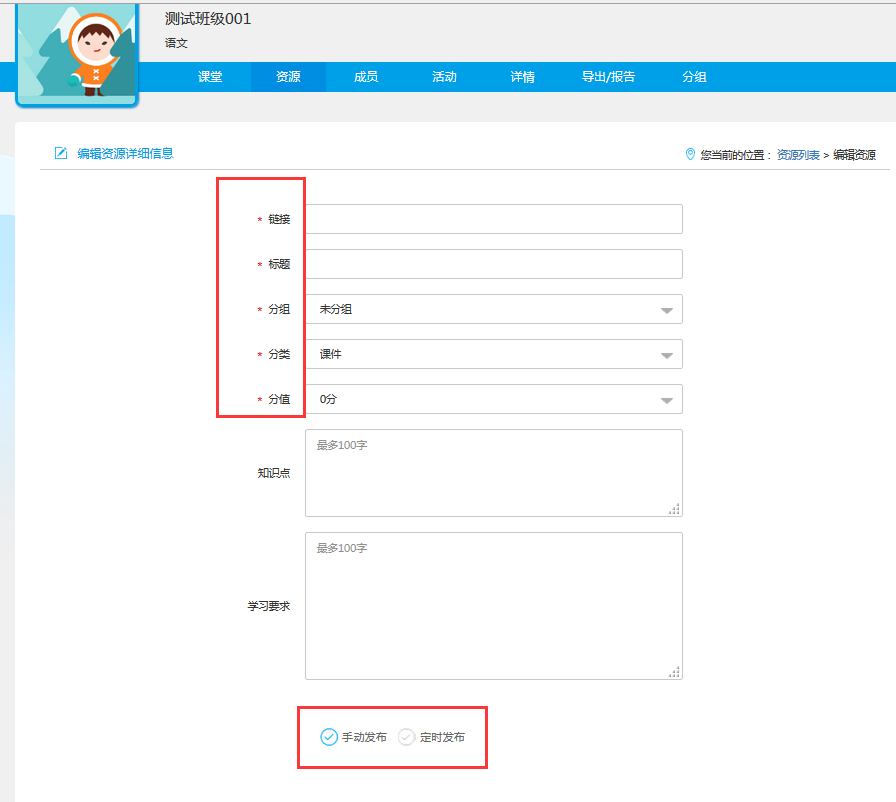 测试班级001
语文
课堂 资源 成员 活动 详情 导出/报告 分组
编辑资源详细信息 您当前的位置： 资源列表 > 编辑资源
* 链接
* 标题
* 分组 未分组
* 分类 课件
* 分值 0分
知识点 最多100字
学习要求 最多100字
手动发布 定时发布